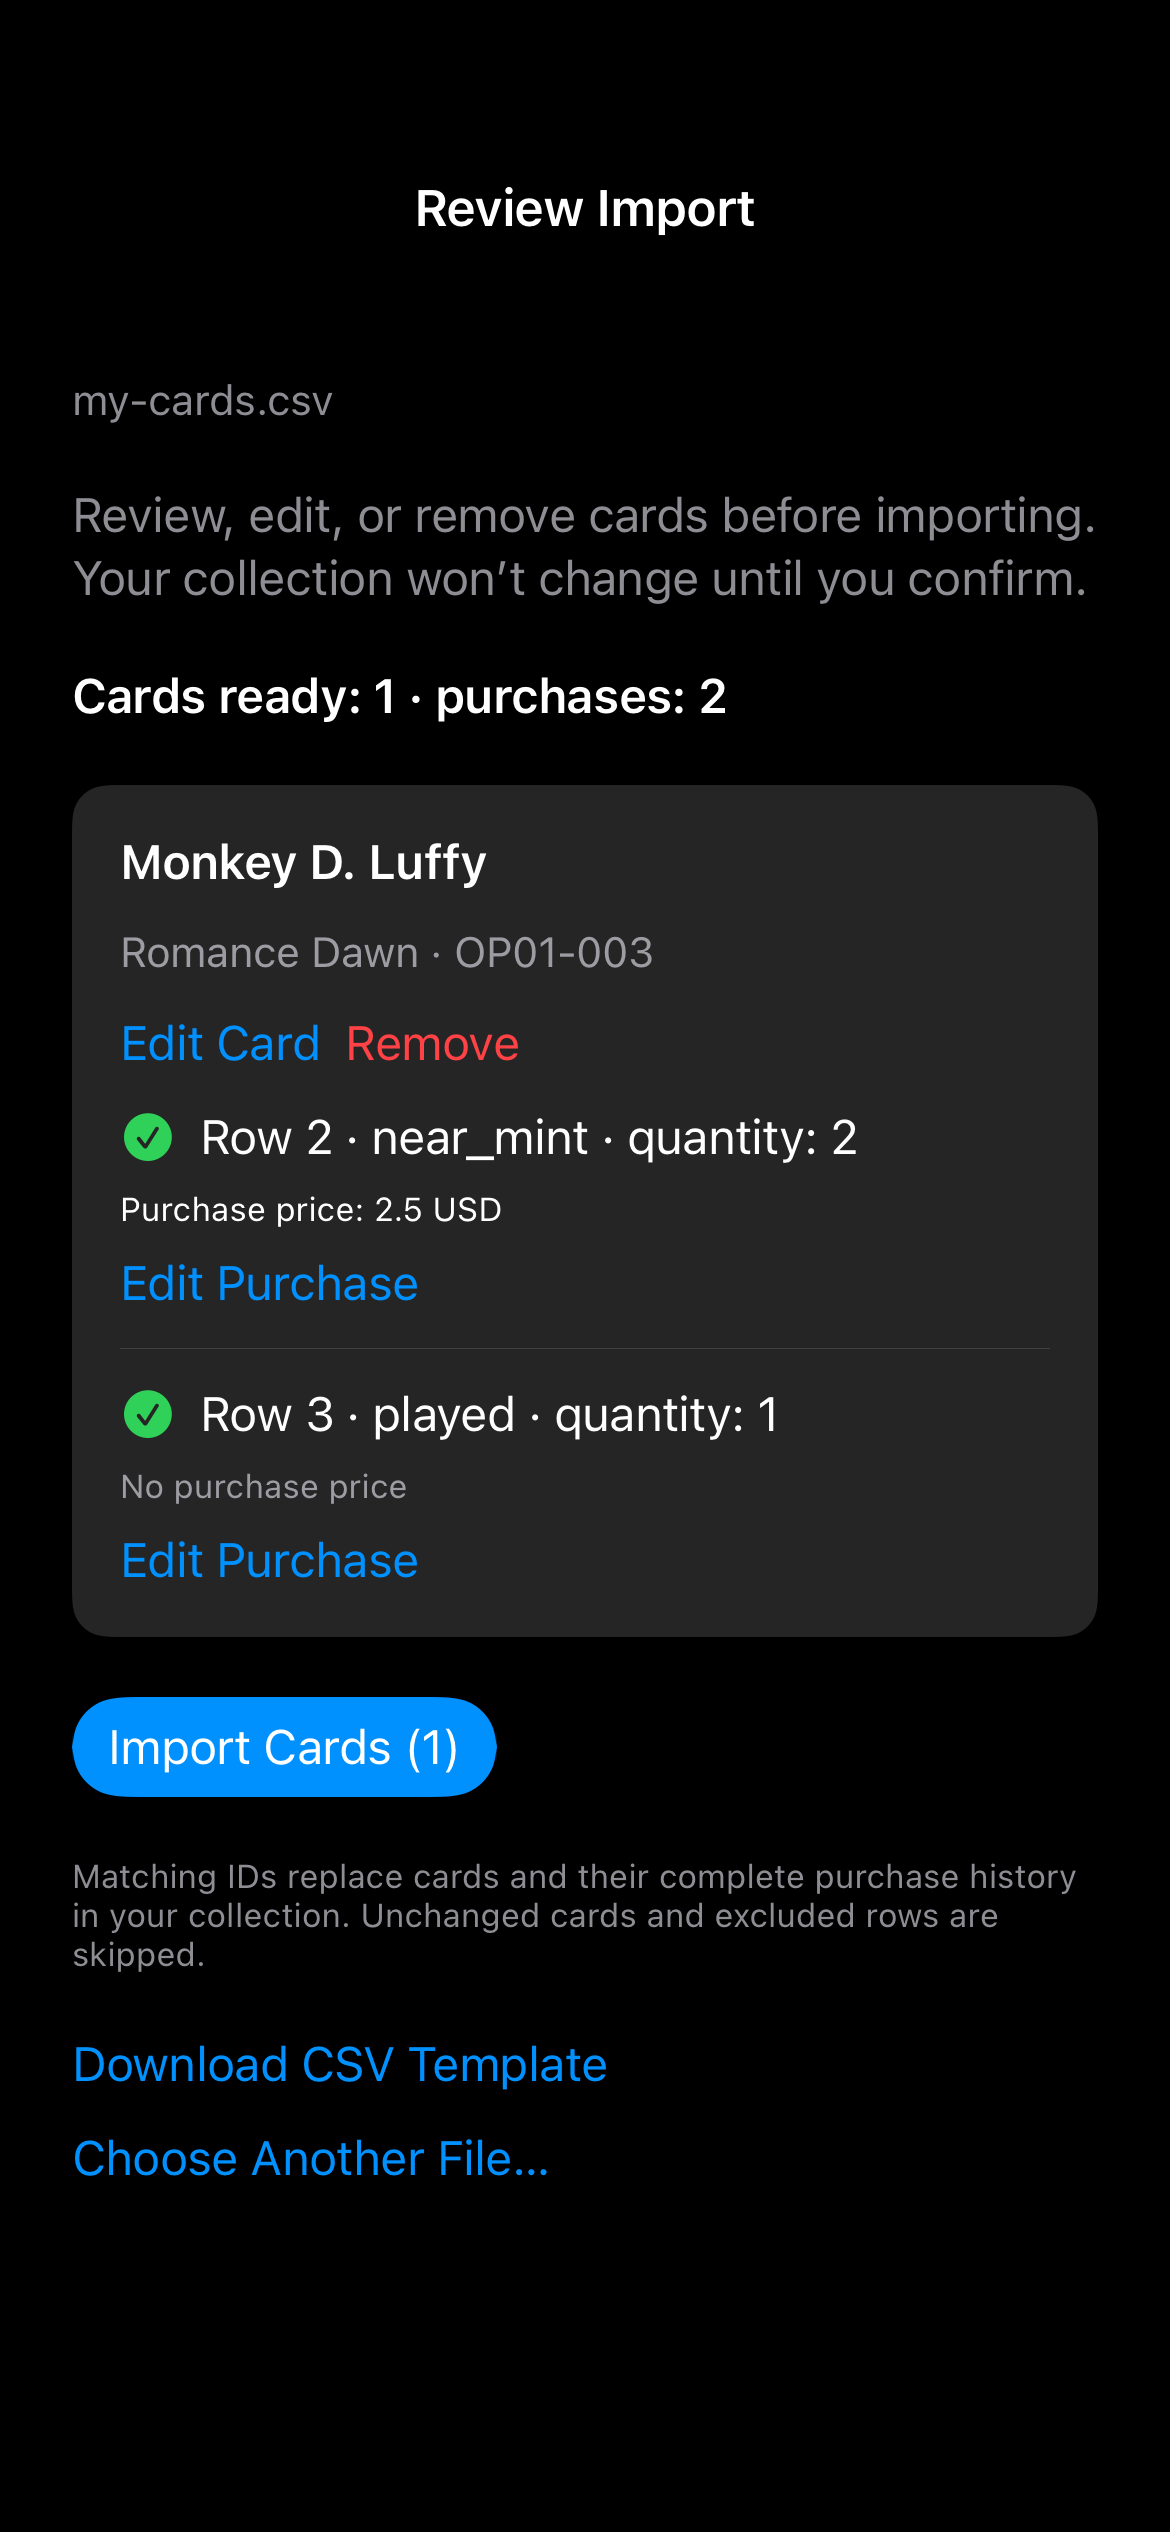 Review Import
my-cards.csv
Review, edit, or remove cards before importing.
Your collection won’t change until you confirm.
Cards ready: 1 · purchases: 2
Monkey D. Luffy
Romance Dawn · OP01-003
Edit Card Remove
Row 2 · near_mint · quantity: 2
Purchase price: 2.5 USD
Edit Purchase
Row 3 · played · quantity: 1
No purchase price
Edit Purchase
Import Cards (1)
Matching IDs replace cards and their complete purchase history
in your collection. Unchanged cards and excluded rows are
skipped.
Download CSV Template
Choose Another File...